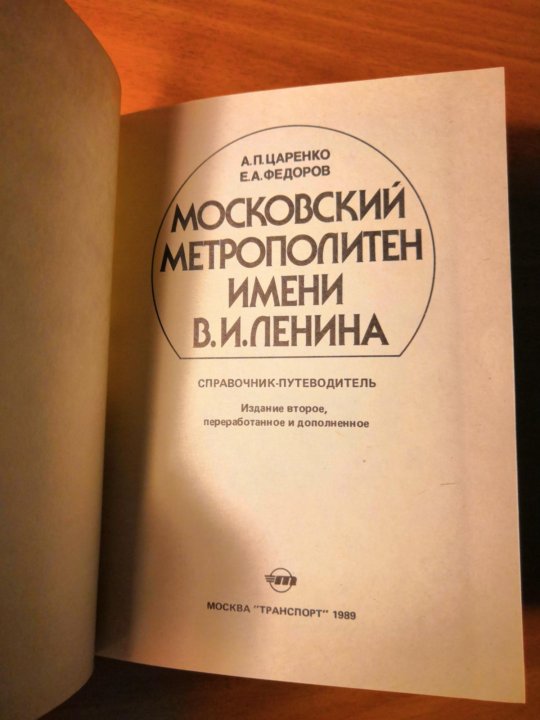 А.П.ЦАРЕНКО
Е.А.ФЕДОРОВ
МОСКОВСКИЙ
МЕТРОПОЛИТЕН
ИМЕНИ
В.И.ЛЕНИНА
СПРАВОЧНИК-ПУТЕВОДИТЕЛЬ
Издание второе,
переработанное и дополненное
т
МОСКВА "ТРАНСПОРТ" 1989